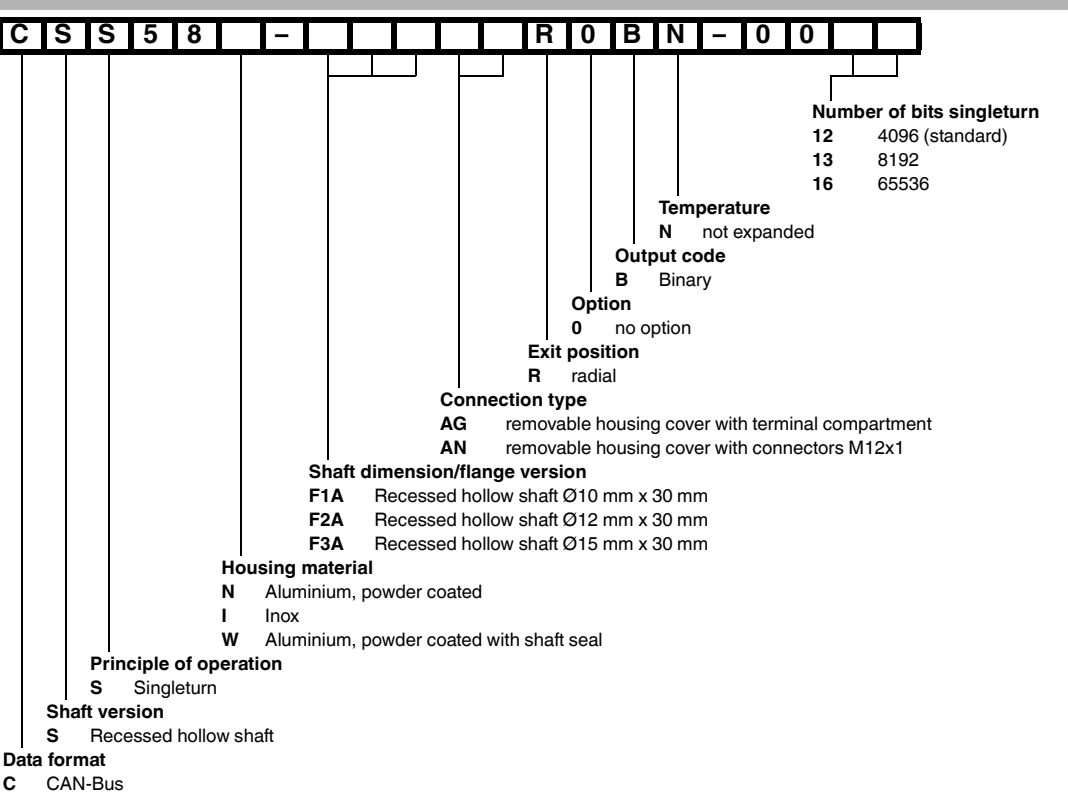 C S S 5 8 – R 0 B N – 0 0
Number of bits singleturn
12 4096 (standard)
13 8192
16 65536
Temperature
N not expanded
Output code
B Binary
Option
0 no option
Exit position
R radial
Connection type
AG removable housing cover with terminal compartment
AN removable housing cover with connectors M12x1
Shaft dimension/flange version
F1A Recessed hollow shaft Ø10 mm x 30 mm
F2A Recessed hollow shaft Ø12 mm x 30 mm
F3A Recessed hollow shaft Ø15 mm x 30 mm
Housing material
N Aluminium, powder coated
I Inox
W Aluminium, powder coated with shaft seal
Principle of operation
S Singleturn
Shaft version
S Recessed hollow shaft
Data format
C CAN-Bus